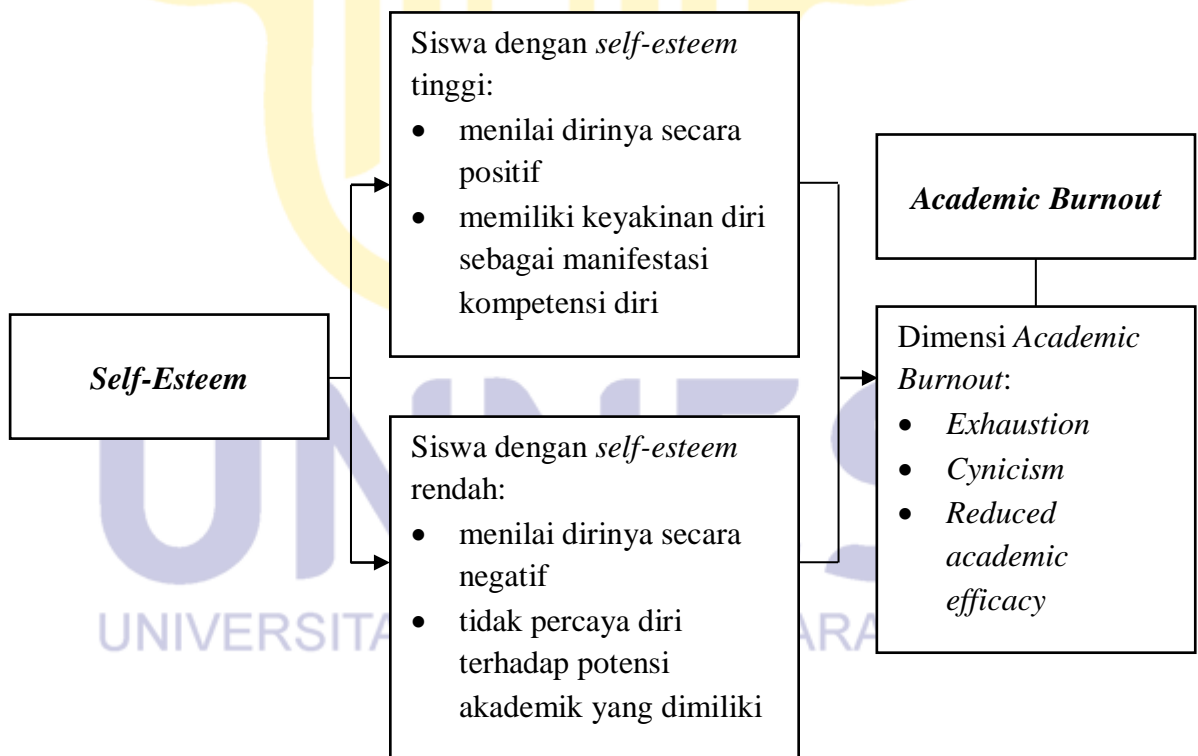 Siswa dengan self-esteem
tinggi:
• menilai dirinya secara
positif
• memiliki keyakinan diri
sebagai manifestasi
kompetensi diri
Academic Burnout
Self-Esteem
Dimensi Academic
Burnout:
• Exhaustion
• Cynicism
• Reduced
academic
efficacy
Siswa dengan self-esteem
rendah:
• menilai dirinya secara
negatif
• tidak percaya diri
terhadap potensi
akademik yang dimiliki
UNNES
UNIVERSITA ARA